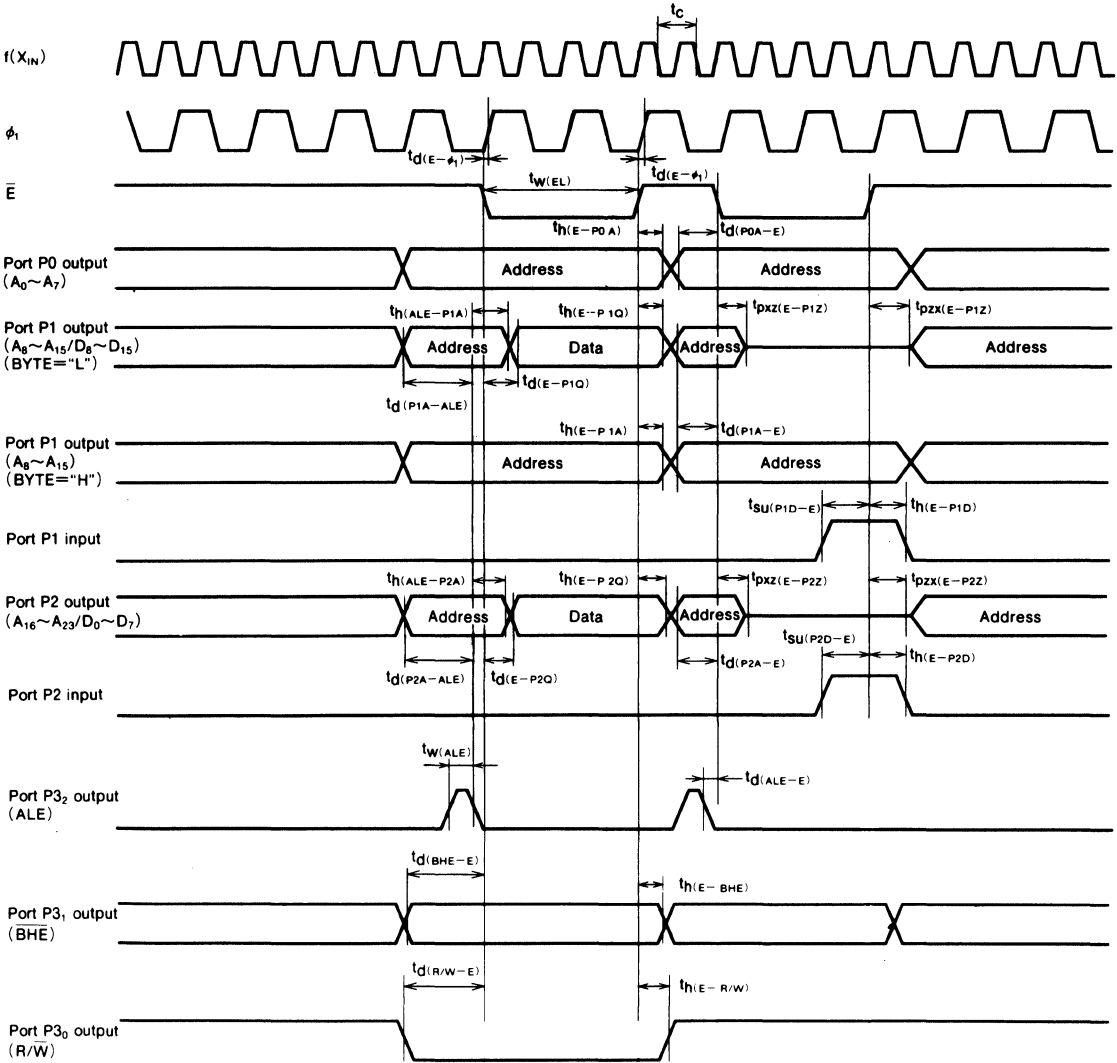 tC
f(XIN)
ϕ1
td(E−ϕ1)
tW(EL)
td(E−ϕ1)
E̅
th(E−P0A)
td(P0A−E)
Port P0 output
(A0~A7)
Address
Address
th(ALE−P1A)
th(E−P1Q)
tpxz(E−P1Z)
tpzx(E−P1Z)
Port P1 output
(A8~A15/D8~D15)
(BYTE="L")
Address
Data
Address
Address
td(P1A−ALE)
td(E−P1Q)
th(E−P1A)
td(P1A−E)
Port P1 output
(A8~A15)
(BYTE="H")
Address
Address
tsu(P1D−E)
th(E−P1D)
Port P1 input
th(ALE−P2A)
th(E−P2Q)
tpxz(E−P2Z)
tpzx(E−P2Z)
Port P2 output
(A16~A23/D0~D7)
Address
Data
Address
Address
tsu(P2D−E)
th(E−P2D)
td(P2A−ALE)
td(E−P2Q)
td(P2A−E)
Port P2 input
tW(ALE)
td(ALE−E)
Port P32 output
(ALE)
td(BHE−E)
th(E−BHE)
Port P31 output
(B̅H̅E̅)
td(R/W−E)
th(E−R/W)
Port P30 output
(R/W̅)